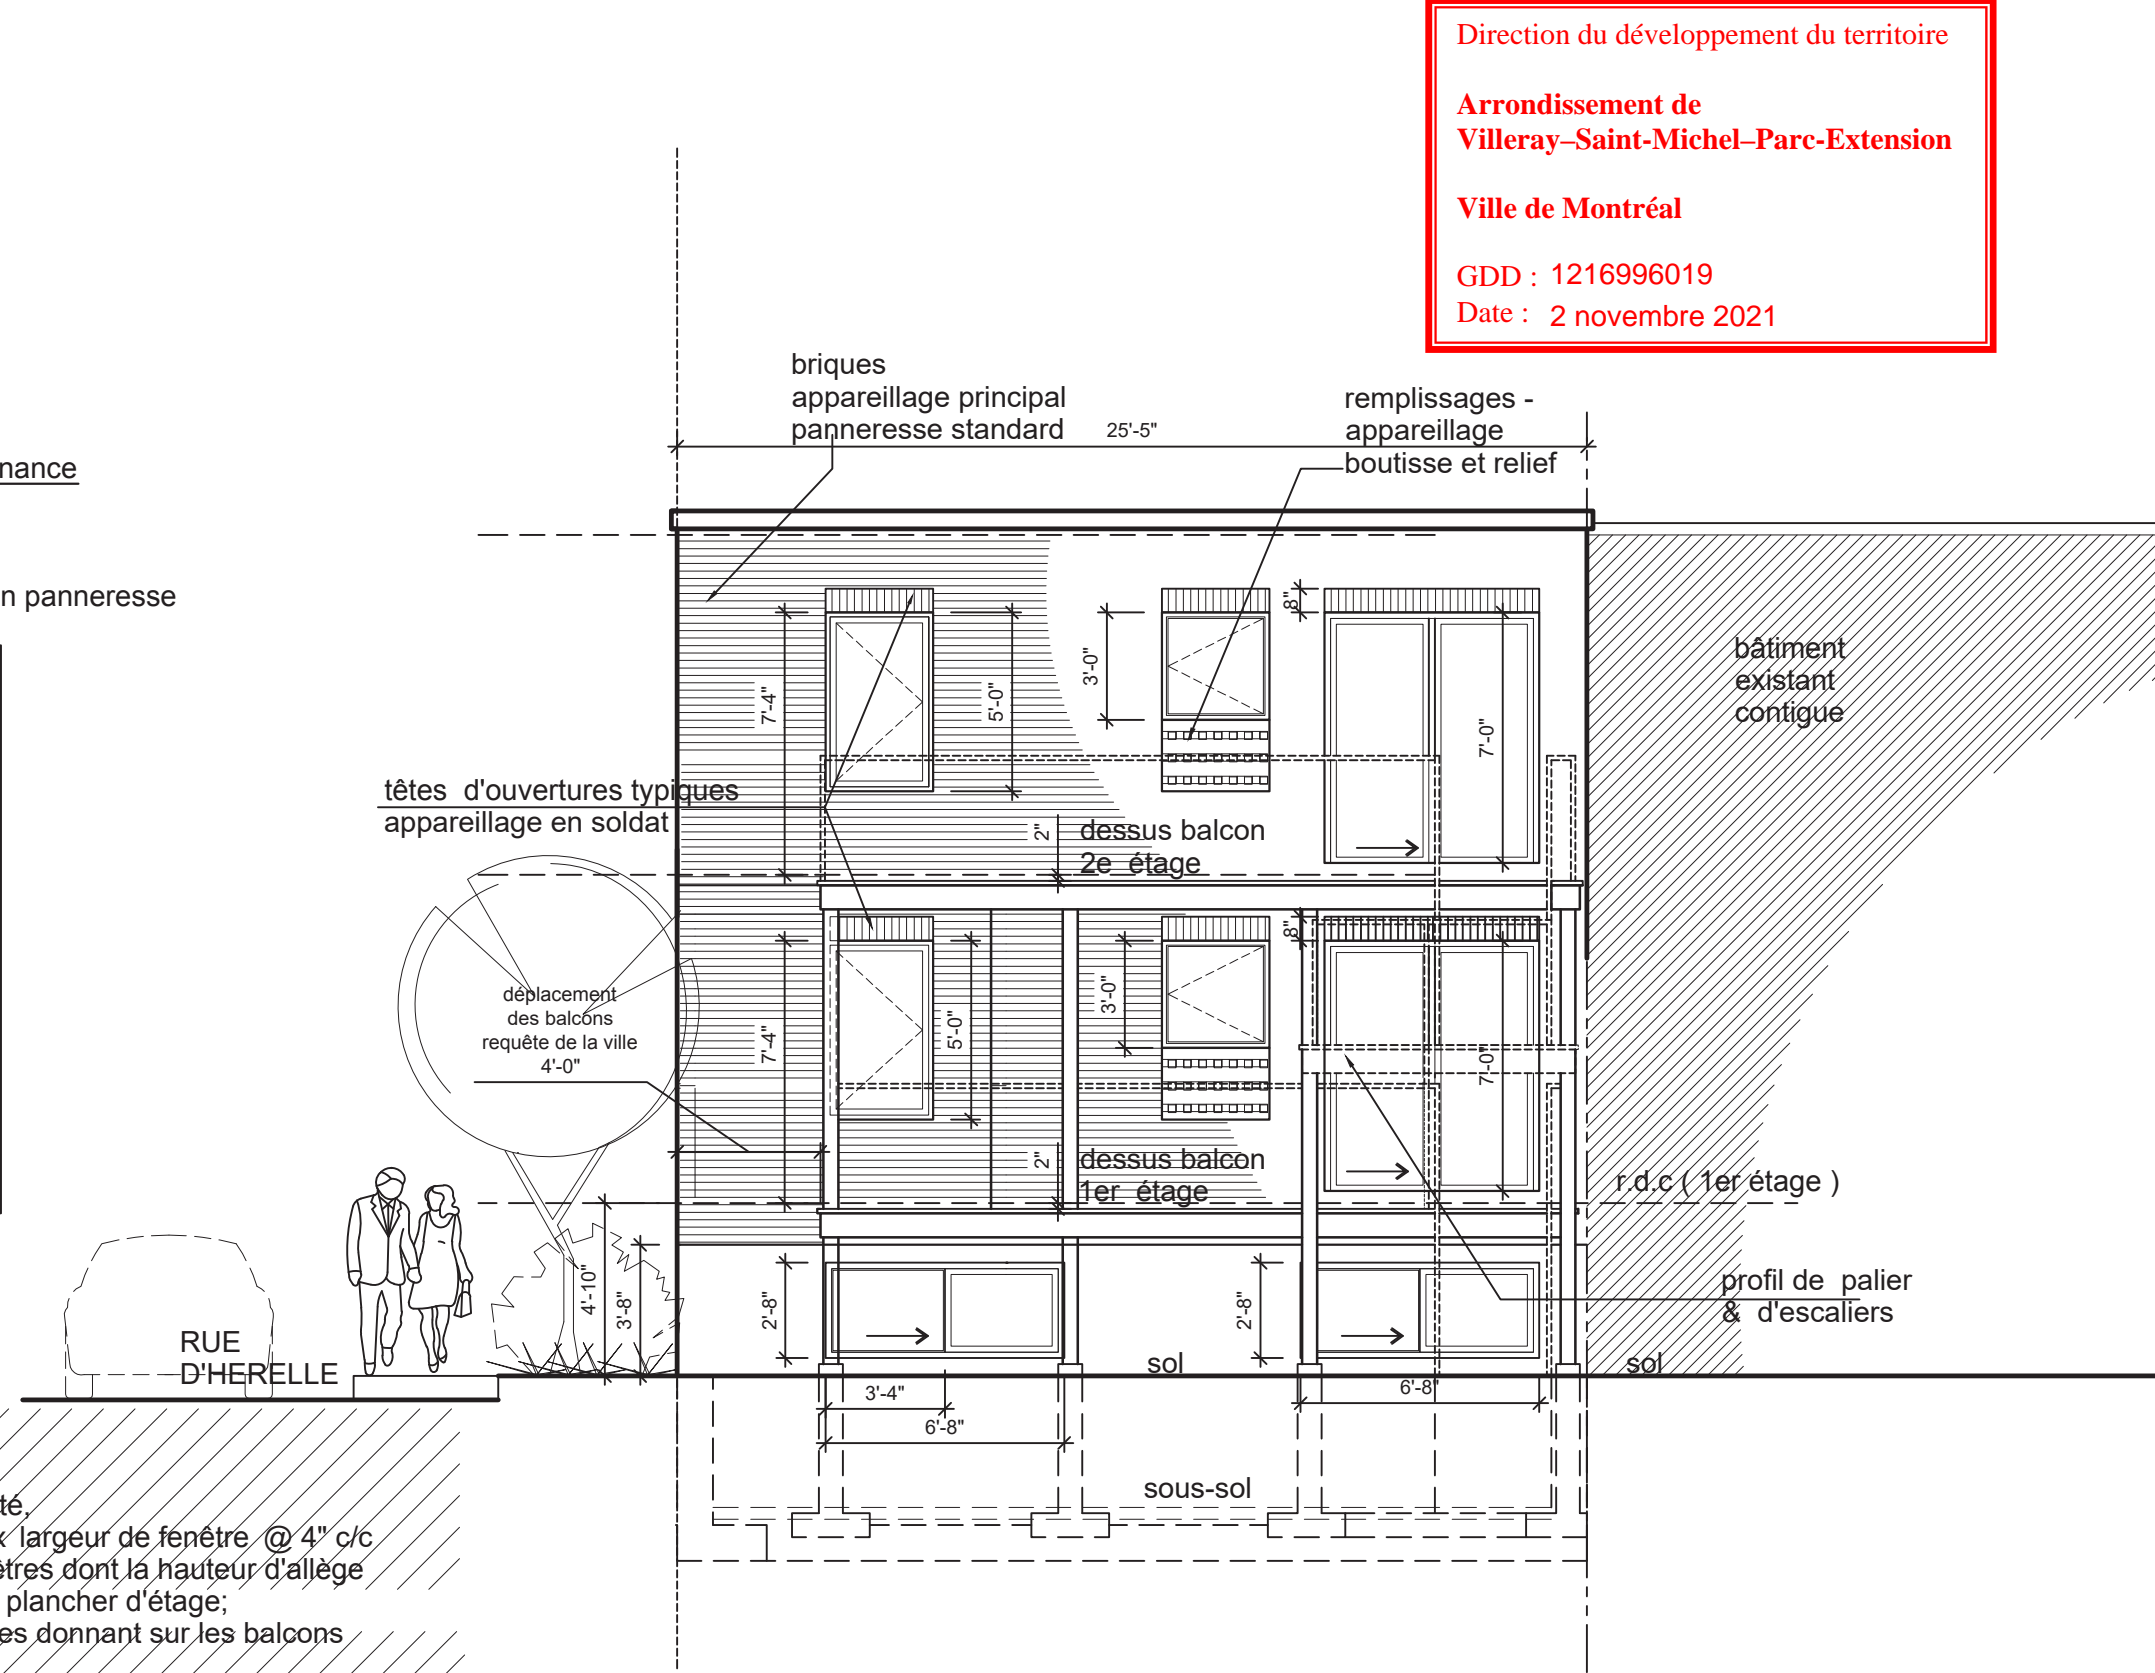 Direction du développement du territoire
Arrondissement de
Villeray–Saint-Michel–Parc-Extension
Ville de Montréal
GDD : 1216996019
Date : 2 novembre 2021
briques
appareillage principal
panneresse standard
25'-5"
remplissages -
appareillage
boutisse et relief
nance
n panneresse
8"
7'-4"
5'-0"
3'-0"
7'-0"
bâtiment
existant
contigue
têtes d'ouvertures typiques
appareillage en soldat
2"
dessus balcon
2e étage
8"
déplacement
des balcons
requête de la ville
4'-0"
7'-4"
5'-0"
3'-0"
7'-0"
2"
dessus balcon
1er étage
r.d.c ( 1er étage )
4'-10"
3'-8"
2'-8"
2'-8"
profil de palier
& d'escaliers
RUE
D'HERELLE
sol
sol
3'-4"
6'-8"
6'-8"
sous-sol
té,
x largeur de fenêtre @ 4" c/c
êtres dont la hauteur d'allège
plancher d'étage;
es donnant sur les balcons